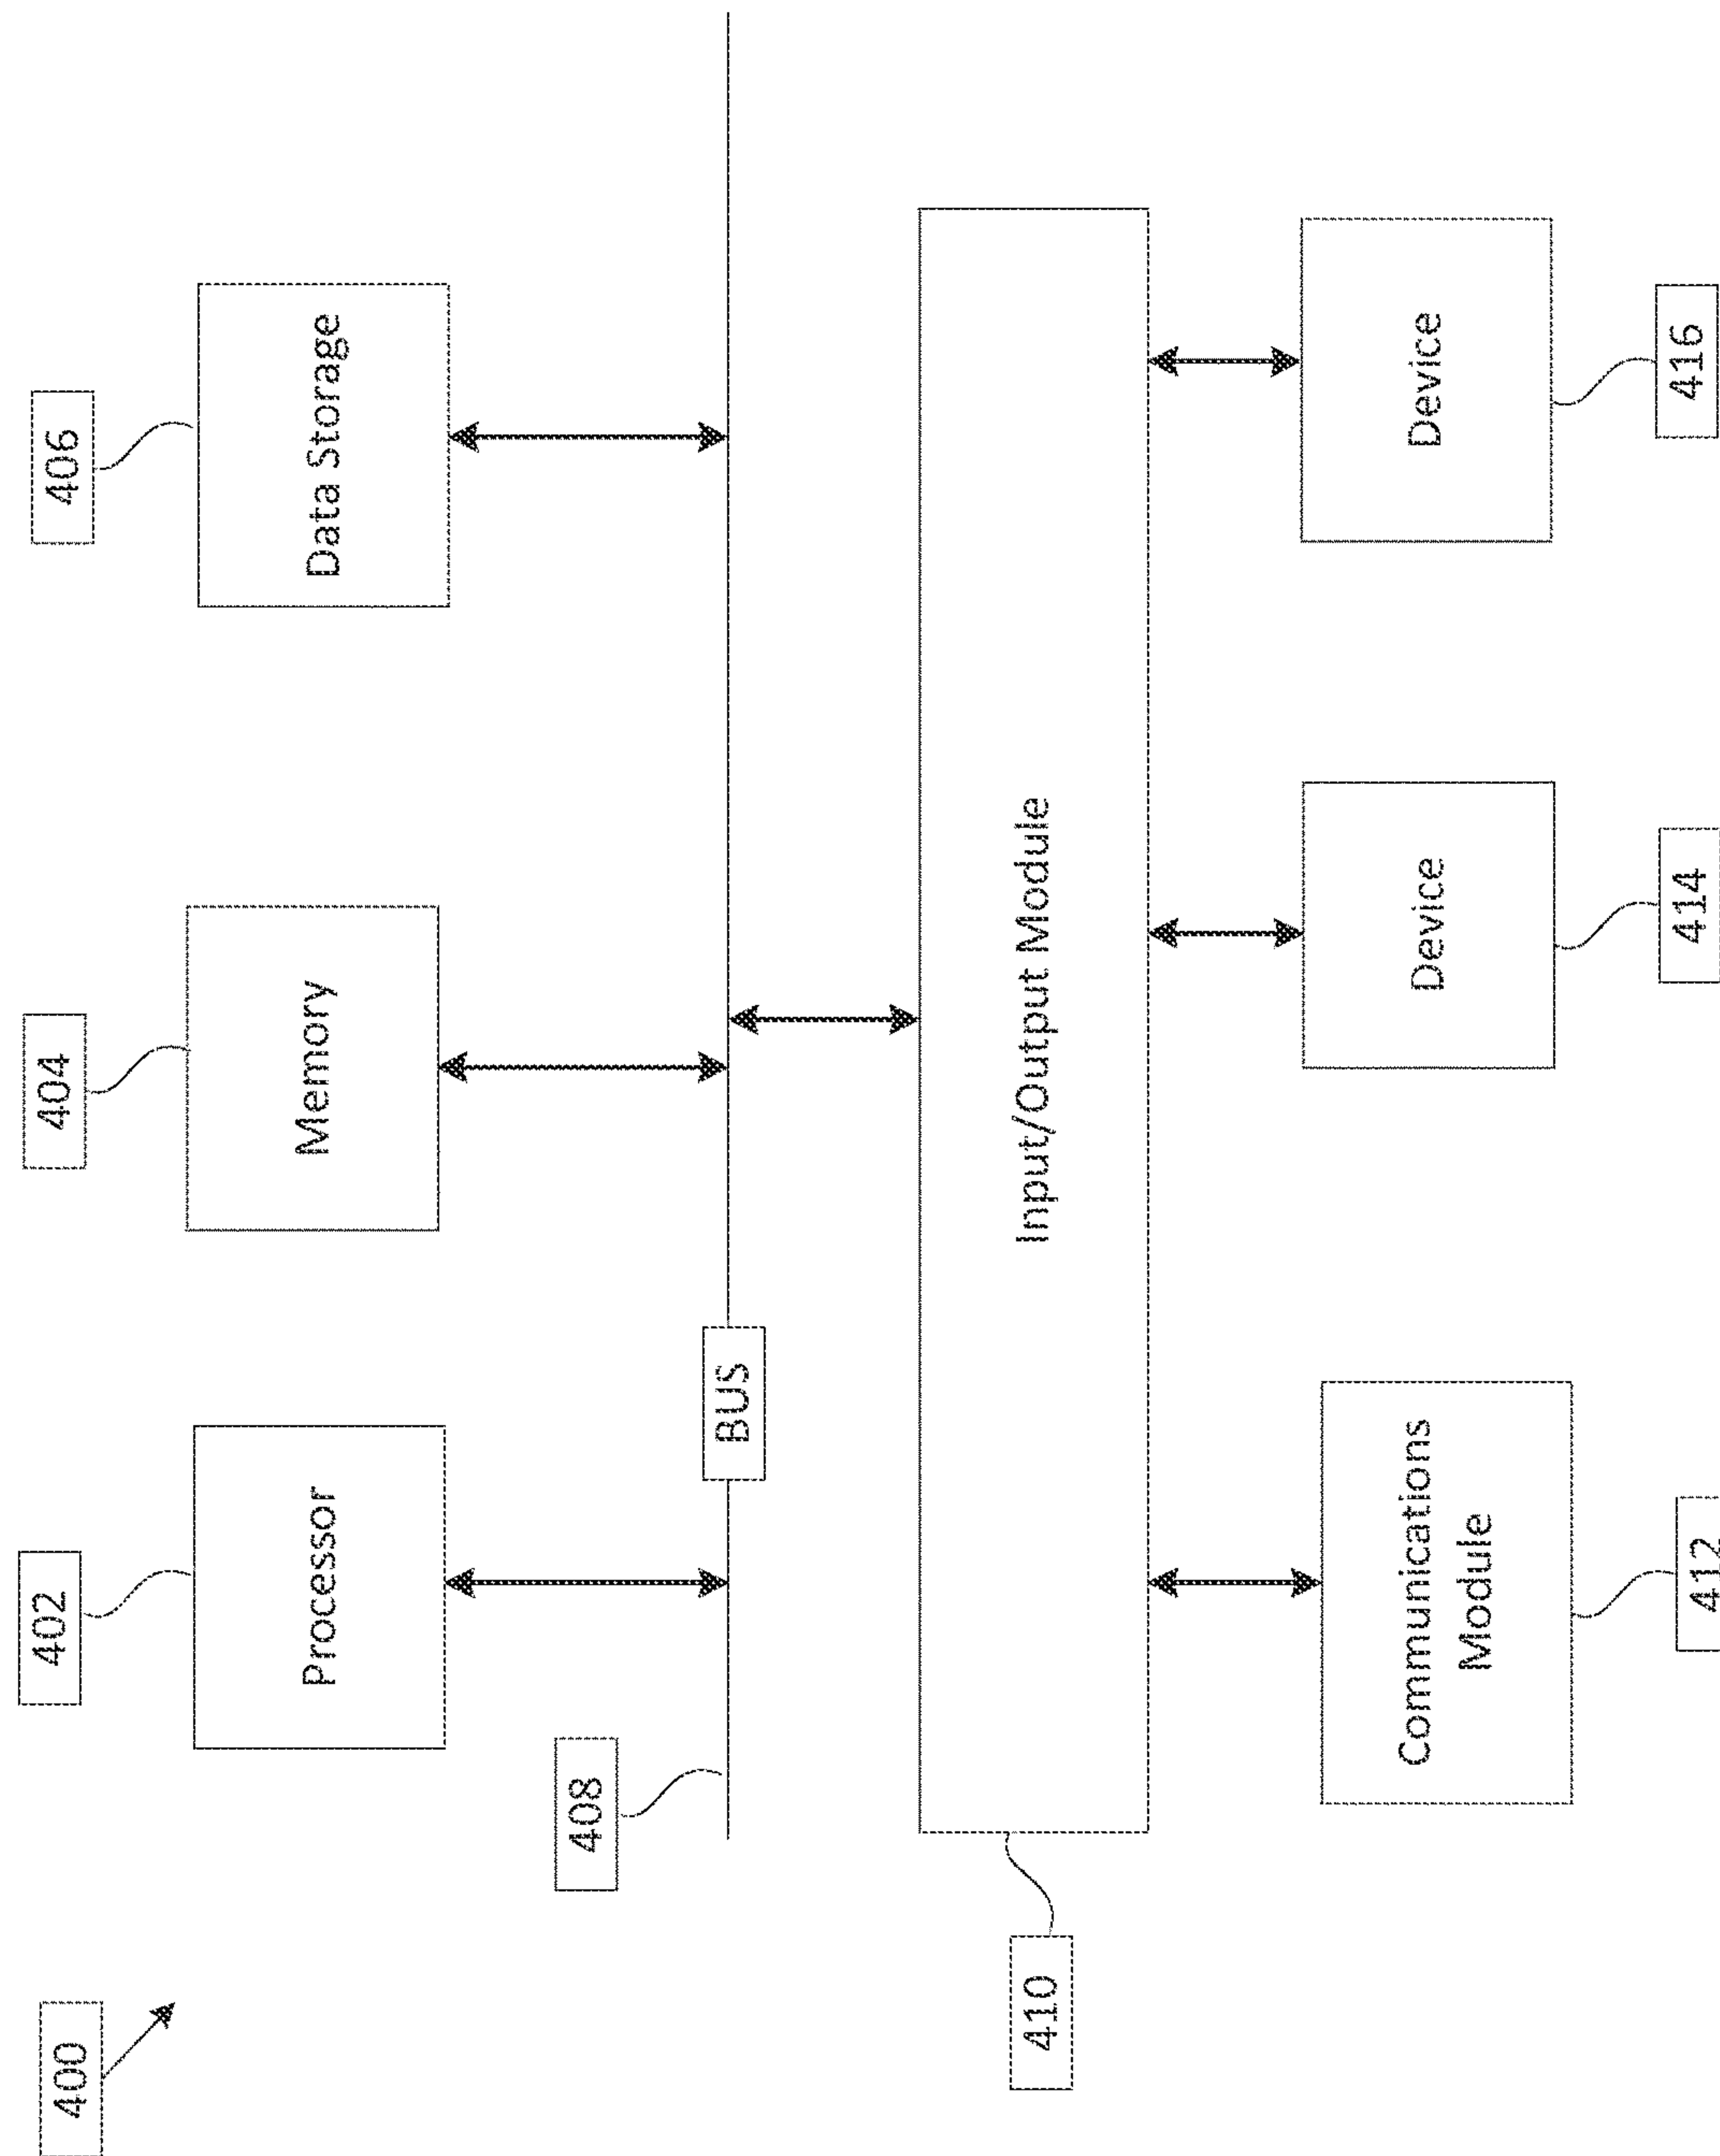 400
402
404
406
Processor
Memory
Data Storage
408
BUS
410
Input/Output Module
Communications
Module
Device
Device
412
414
416